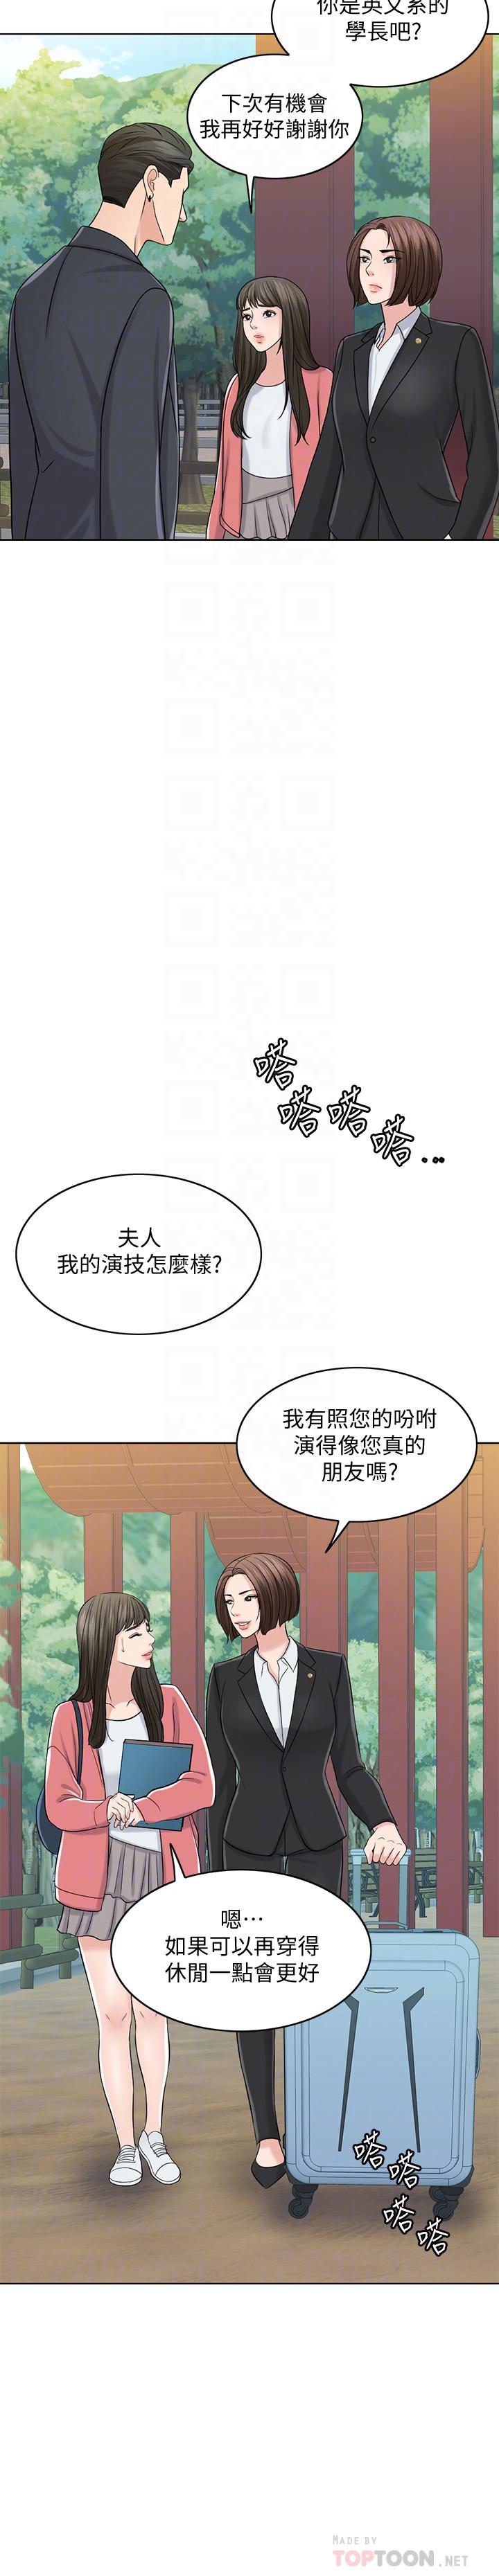 你是英文系的
學長吧?
下次有機會
我再好好謝謝你
嗒
嗒
嗒
嗒...
夫人
我的演技怎麼樣?
我有照您的吩咐
演得像您真的
朋友嗎?
嗯…
如果可以再穿得
休閒一點會更好
嗒
嗒
嗒
嗒
MADE BY
TOPTOON.NET